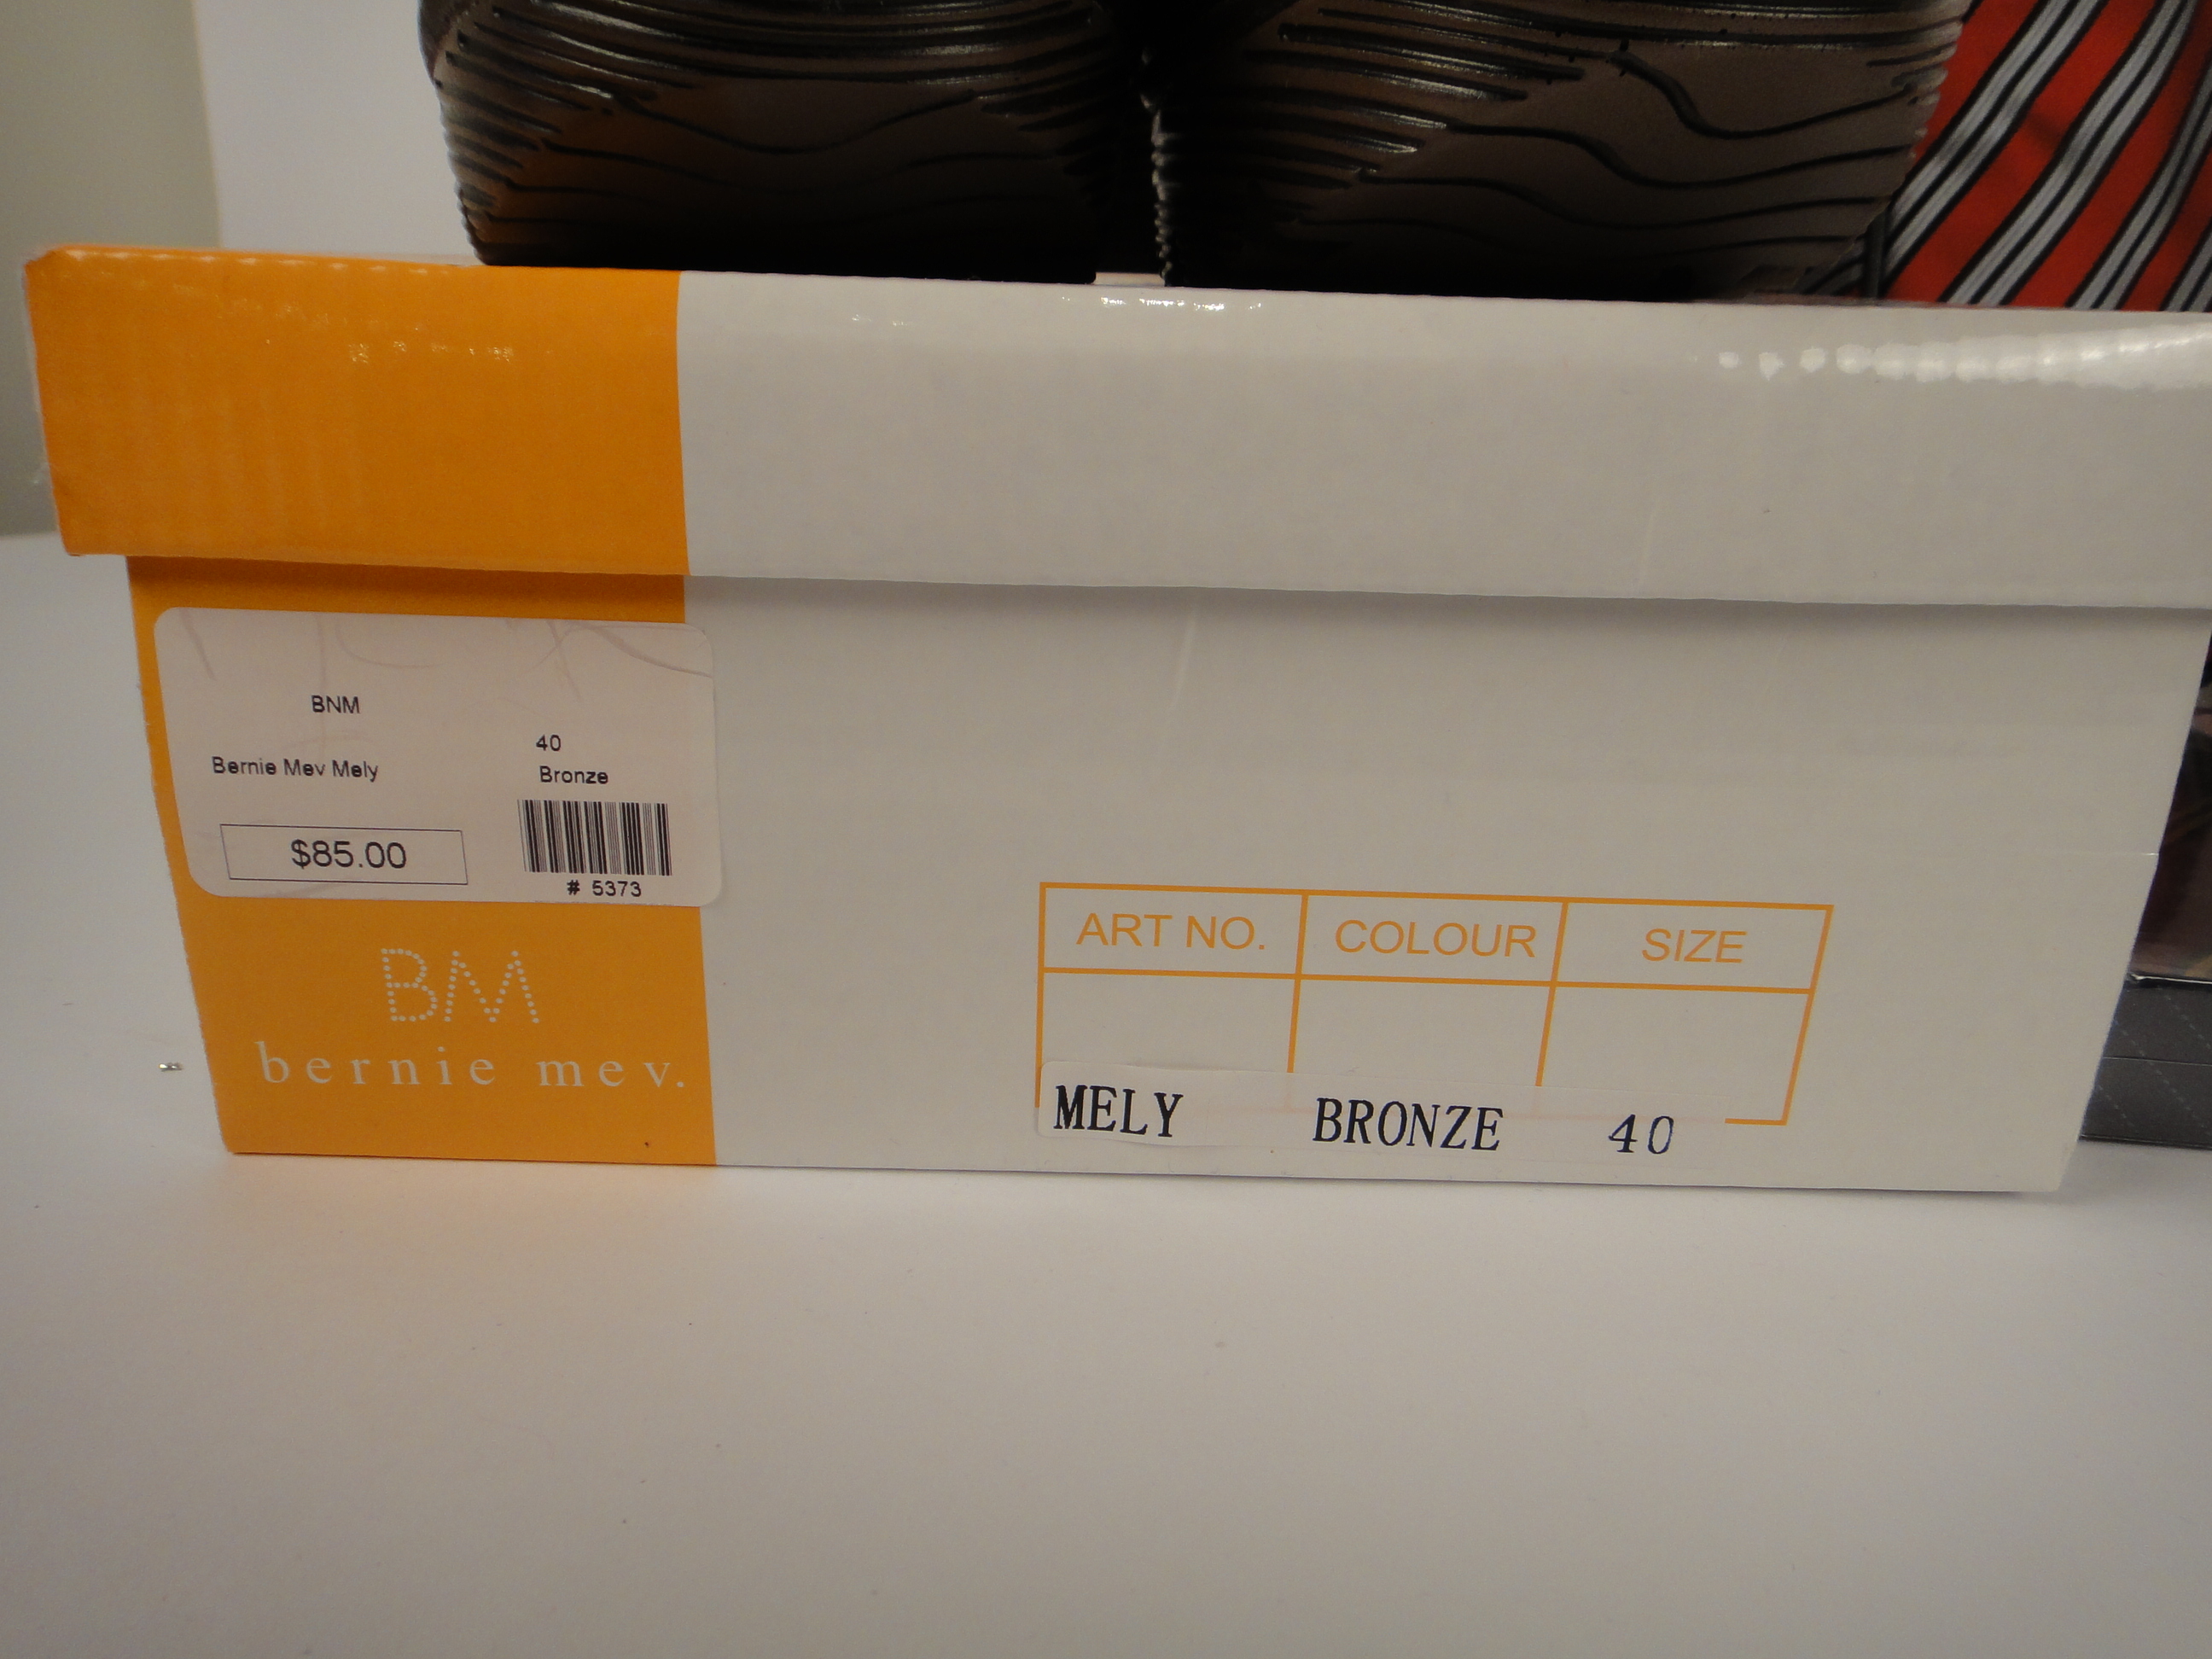 BNM
40
Bernie Mev Mely
Bronze
$85.00
# 5373
BM
bernie mev.
ART NO. COLOUR SIZE
MELY BRONZE 40